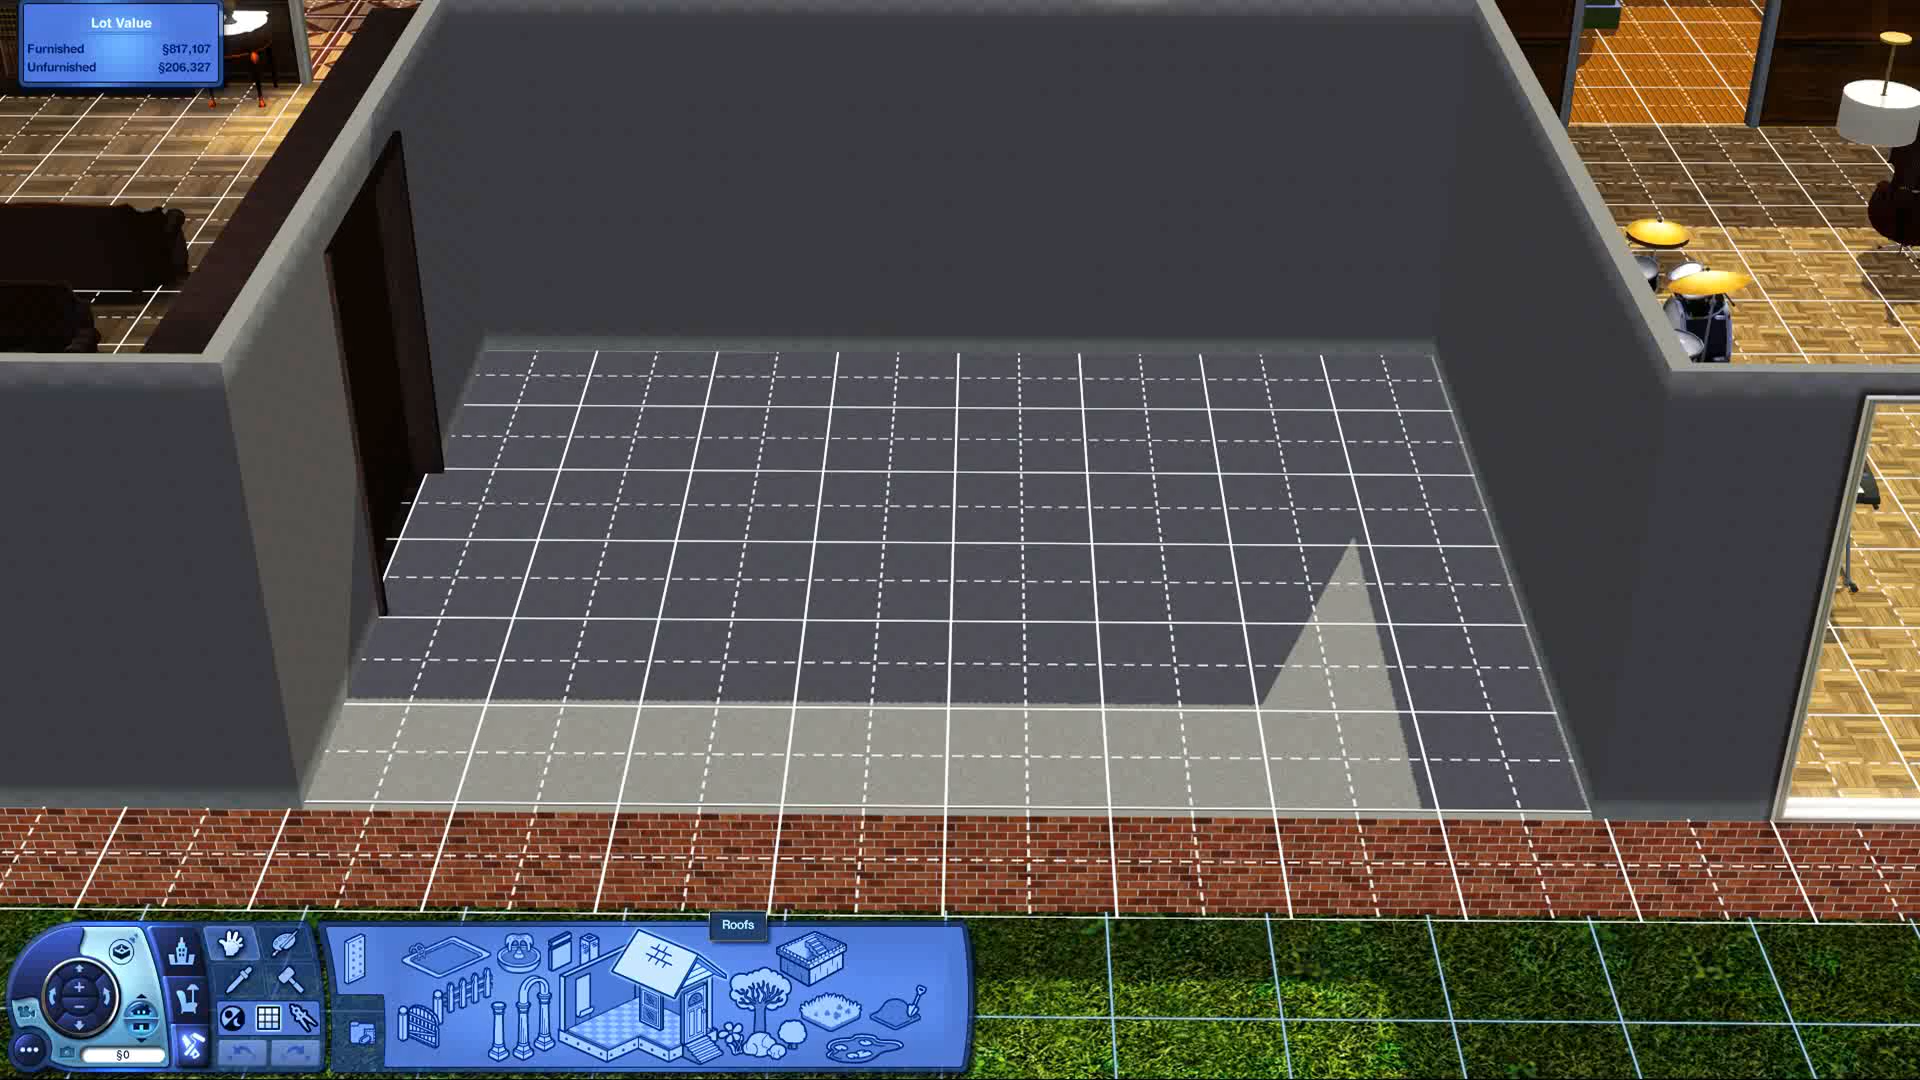 Lot Value
Furnished §817,107
Unfurnished §206,327
Roofs
§0